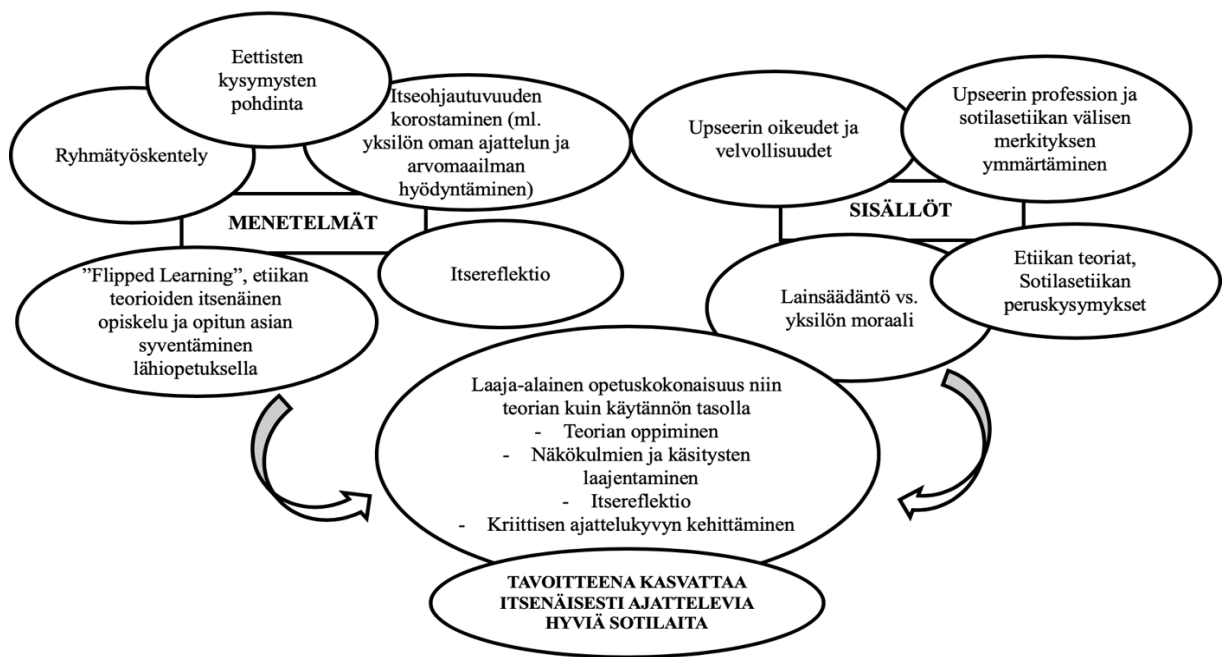 Eettisten
kysymysten
pohdinta
Ryhmätyöskentely
Itseohjautuvuuden
korostaminen (ml.
yksilön oman ajattelun ja
arvomaailman
hyödyntäminen)
MENETELMÄT
”Flipped Learning”, etiikan
teorioiden itsenäinen
opiskelu ja opitun asian
syventäminen
lähiopetuksella
Itsereflektio
Upseerin oikeudet ja
velvollisuudet
Upseerin profession ja
sotilasetiikan välisen
merkityksen
ymmärtäminen
SISÄLLÖT
Lainsäädäntö vs.
yksilön moraali
Etiikan teoriat,
Sotilasetiikan
peruskysymykset
Laaja-alainen opetuskokonaisuus niin
teorian kuin käytännön tasolla
- Teorian oppiminen
- Näkökulmien ja käsitysten
laajentaminen
- Itsereflektio
- Kriittisen ajattelukyvyn kehittäminen
TAVOITTEENA KASVATTAA
ITSENÄISESTI AJATTELEVIA
HYVIÄ SOTILAITA